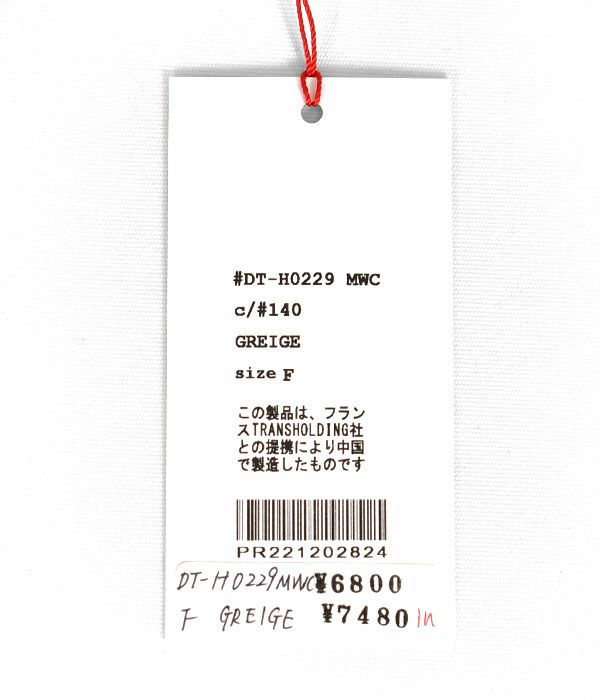 #DT-H0229 MWC
c/#140
GREIGE
size F
この製品は、フラン
スTRANSHOLDING社
との提携により中国
で製造したものです
PR221202824
DT-H0229MWC ¥6800
F GREIGE ¥7480 in